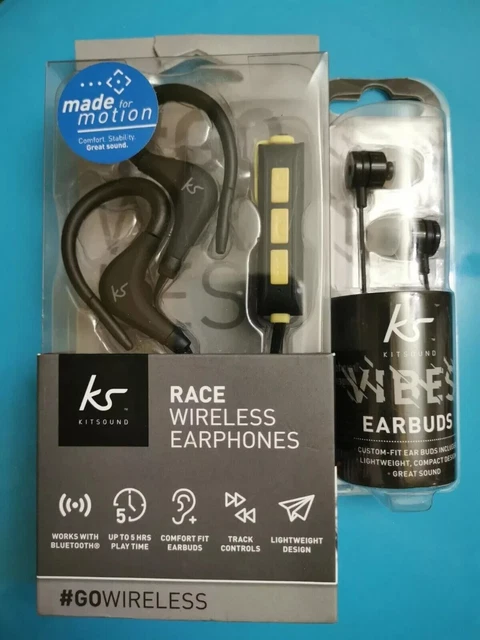 made for
motion
Comfort. Stability.
Great sound.
ks
ks
ks
KITSOUND
RACE
WIRELESS
EARPHONES
WORKS WITH
BLUETOOTH®
5
UP TO 5 HRS
PLAY TIME
COMFORT FIT
EARBUDS
TRACK
CONTROLS
LIGHTWEIGHT
DESIGN
#GOWIRELESS
ks
KITSOUND
VIBES
EARBUDS
CUSTOM-FIT EAR BUDS
LIGHTWEIGHT, COMPACT
- GREAT SOUND